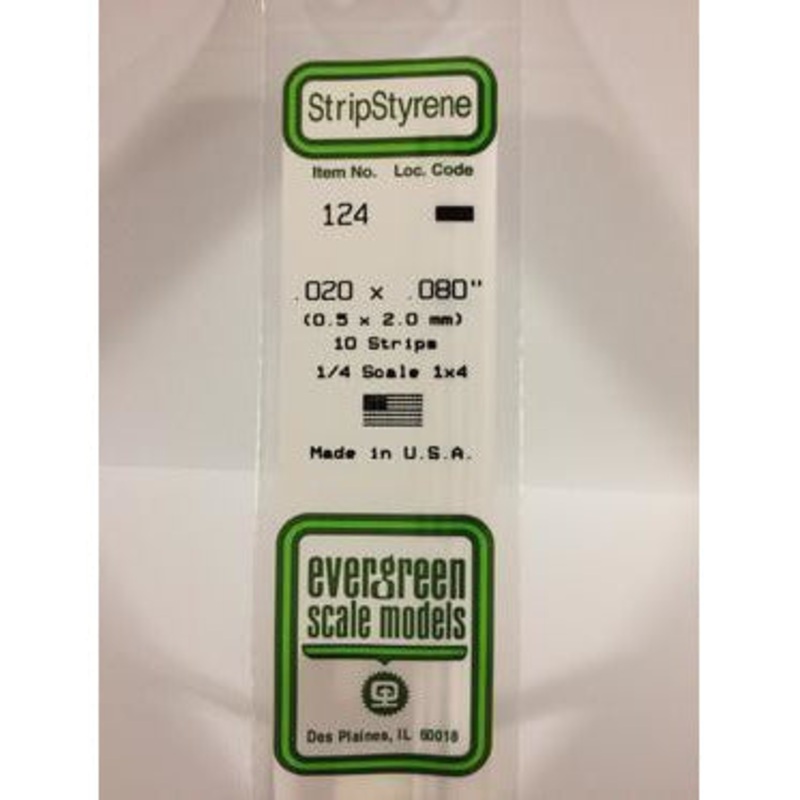 StripStyrene
Item No. Loc. Code
124
.020 x .080"
(0.5 x 2.0 mm)
10 Strips
1/4 Scale 1x4
Made in U.S.A.
evergreen
scale models
Des Plaines, IL 60018